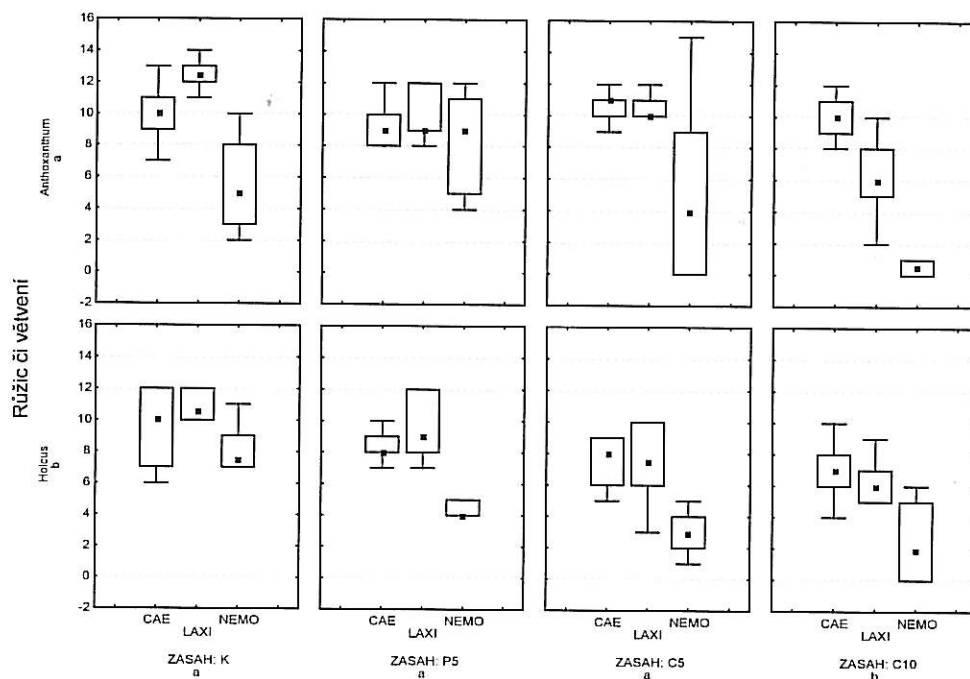 Růžic či větvení
Anthoxanthum
a
16
14
12
10
8
6
4
2
0
-2
Holcus
b
16
14
12
10
8
6
4
2
0
-2
CAE NEMO
LAXI
ZASAH: K
a
CAE NEMO
LAXI
ZASAH: P5
a
CAE NEMO
LAXI
ZASAH: C5
a
CAE NEMO
LAXI
ZASAH: C10
b